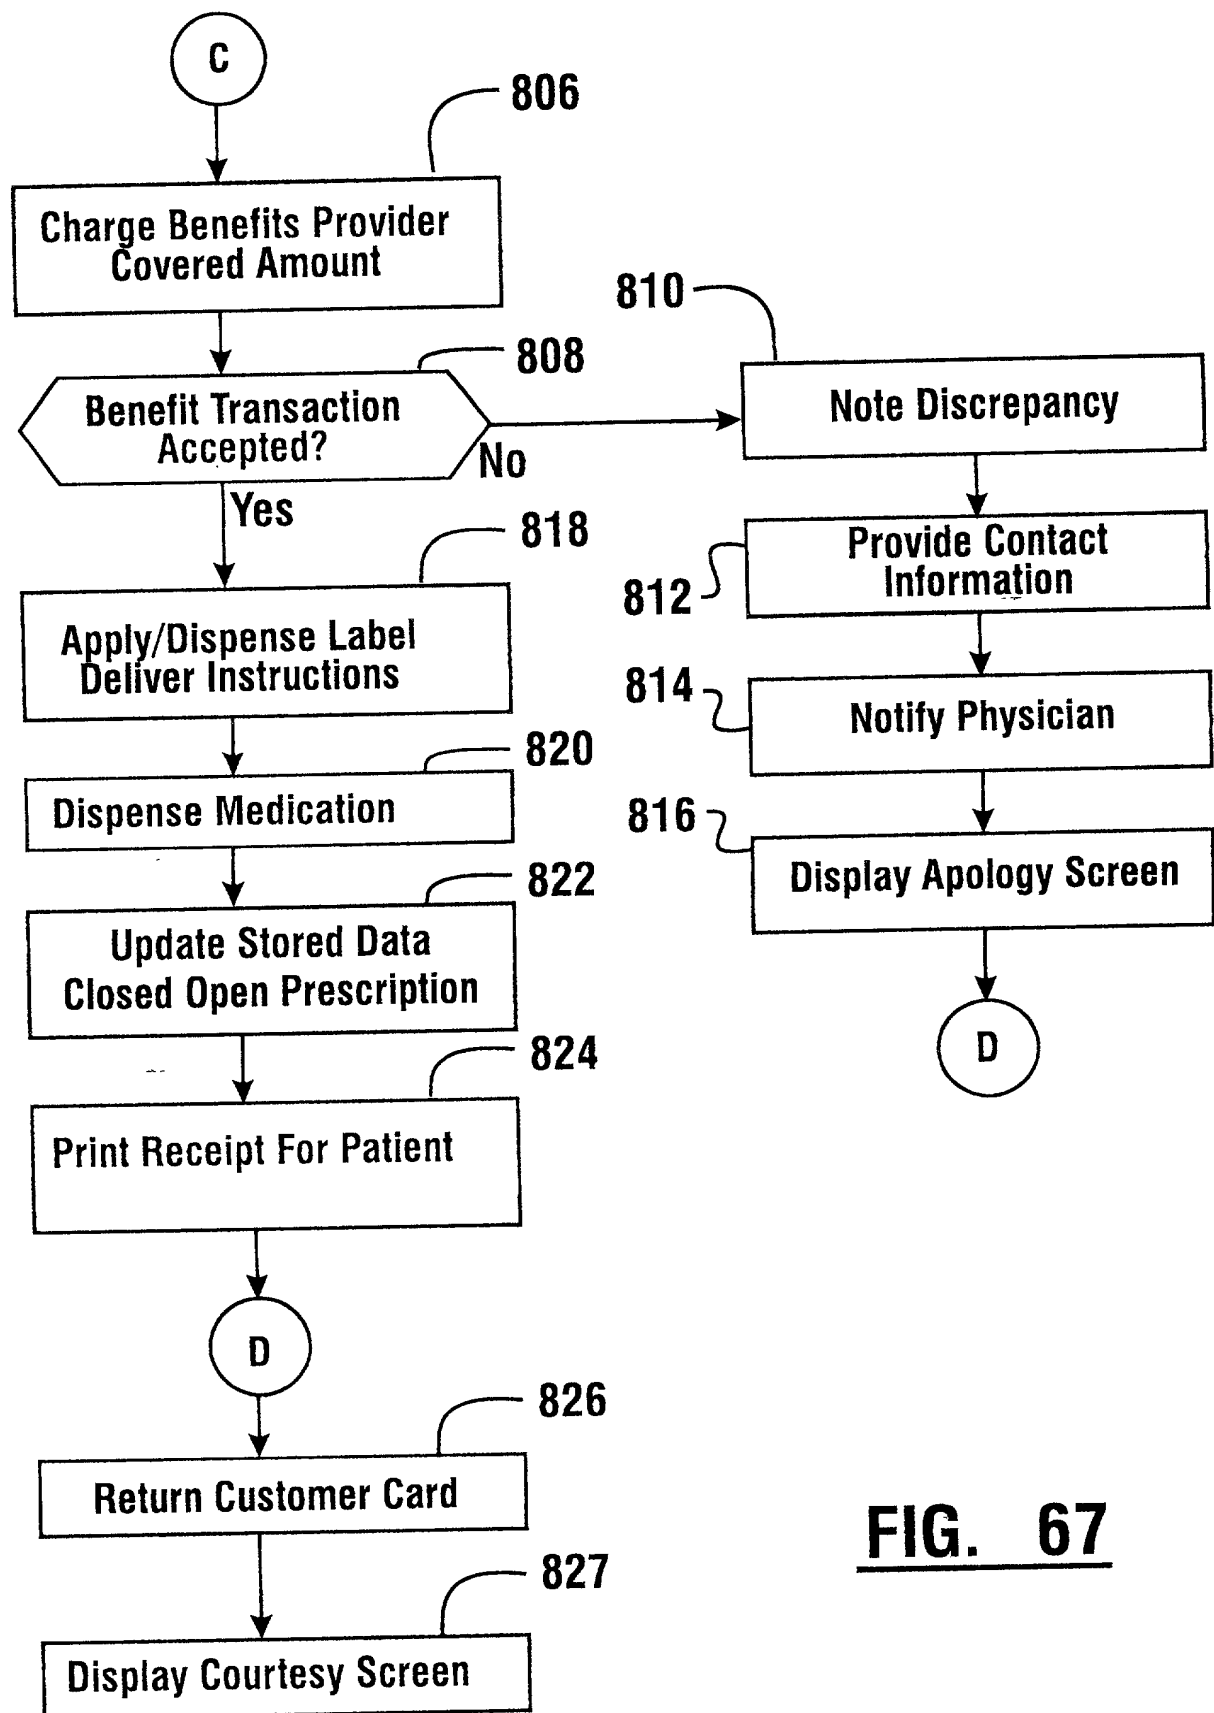 C
806
Charge Benefits Provider
Covered Amount
808
Benefit Transaction
Accepted?
No
Yes
810
Note Discrepancy
812
Provide Contact
Information
814
Notify Physician
816
Display Apology Screen
D
818
Apply/Dispense Label
Deliver Instructions
820
Dispense Medication
822
Update Stored Data
Closed Open Prescription
824
Print Receipt For Patient
D
826
Return Customer Card
827
Display Courtesy Screen
FIG. 67